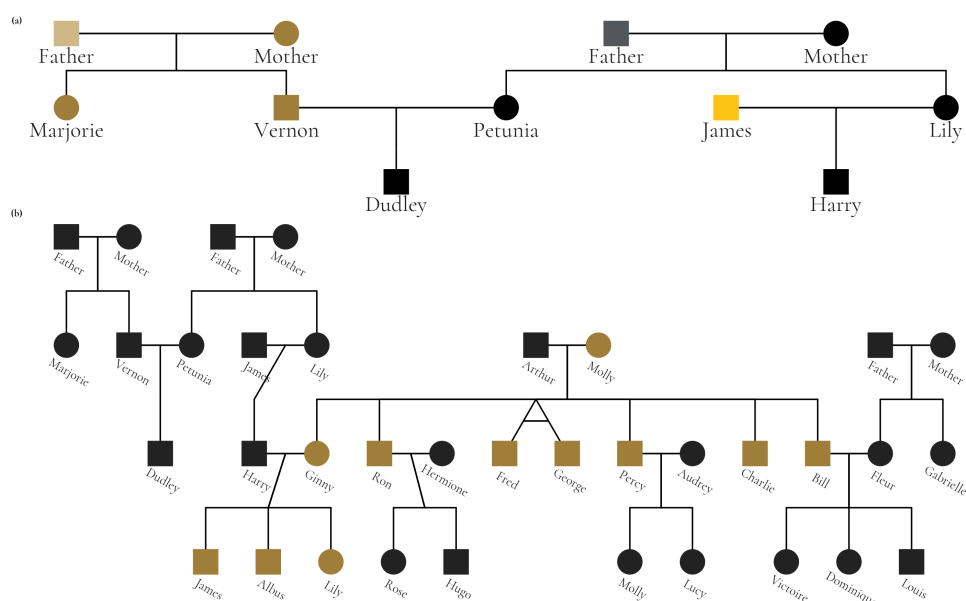 (a)
Father
Mother
Father
Mother
Marjorie
Vernon
Petunia
James
Lily
Dudley
Harry
(b)
Father
Mother
Father
Mother
Marjorie
Vernon
Petunia
James
Lily
Arthur
Molly
Father
Mother
Dudley
Harry
Ginny
Ron
Hermione
Fred
George
Percy
Audrey
Charlie
Bill
Fleur
Gabrielle
James
Albus
Lily
Rose
Hugo
Molly
Lucy
Victoire
Dominique
Louis